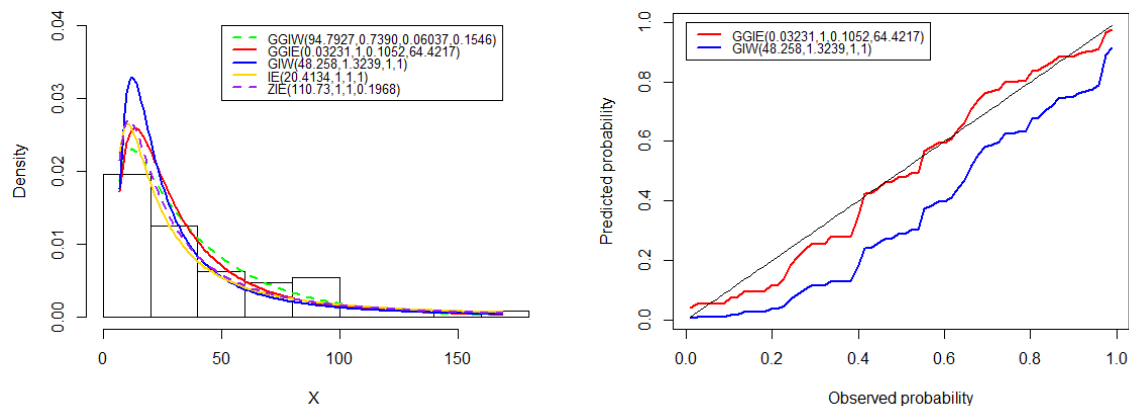 0.04
0.03
0.02
0.01
0.00
Density
GGIW(94.7927,0.7390,0.06037,0.1546)
GGIE(0.03231,1,0.1052,64.4217)
GIW(48.258,1.3239,1,1)
IE(20.4134,1,1,1)
ZIE(110.73,1,1,0.1968)
0
50
100
150
X
1.0
0.8
0.6
0.4
0.2
0.0
Predicted probability
GGIE(0.03231,1,0.1052,64.4217)
GIW(48.258,1.3239,1,1)
0.0
0.2
0.4
0.6
0.8
1.0
Observed probability